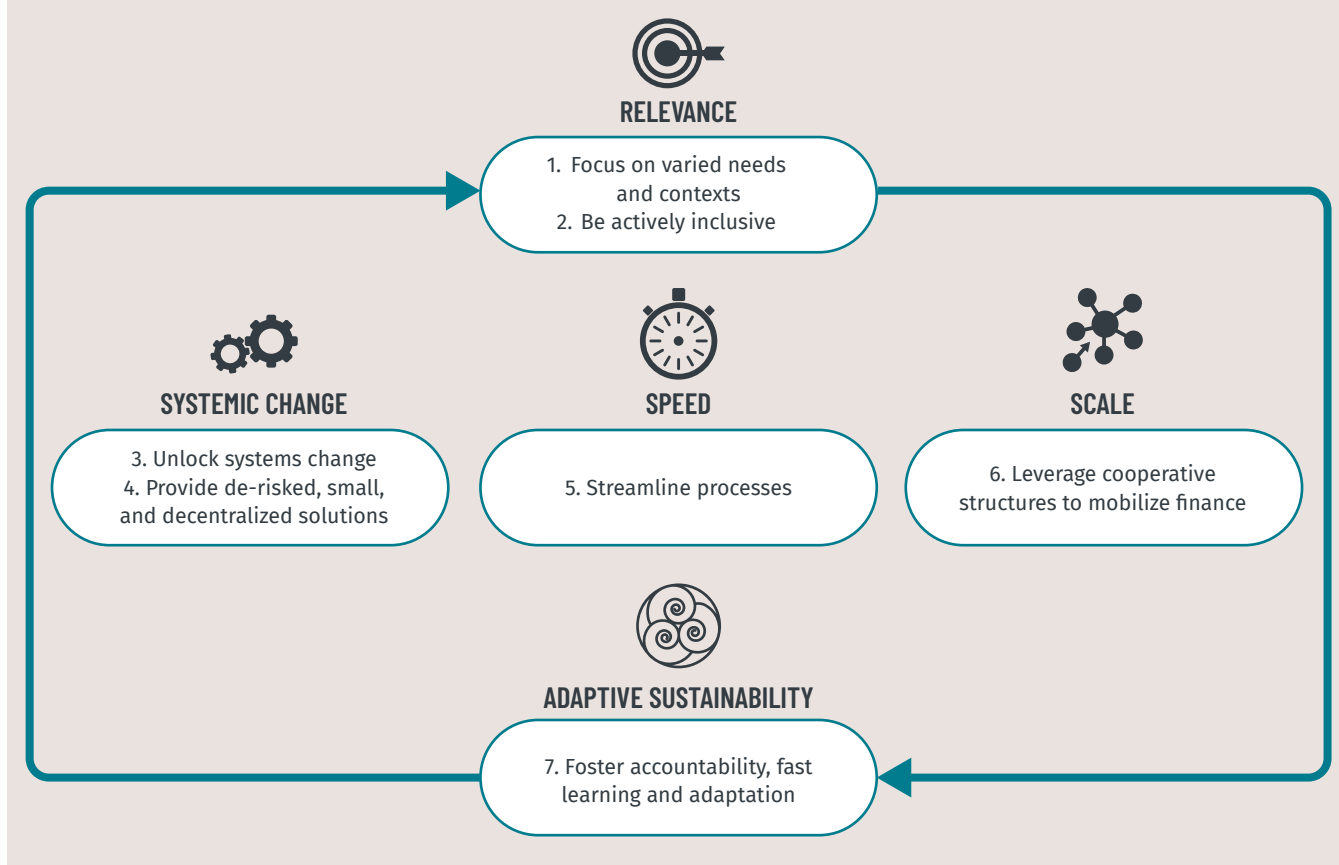 RELEVANCE
1. Focus on varied needs
and contexts
2. Be actively inclusive
SYSTEMIC CHANGE
3. Unlock systems change
4. Provide de-risked, small,
and decentralized solutions
SPEED
5. Streamline processes
SCALE
6. Leverage cooperative
structures to mobilize finance
ADAPTIVE SUSTAINABILITY
7. Foster accountability, fast
learning and adaptation